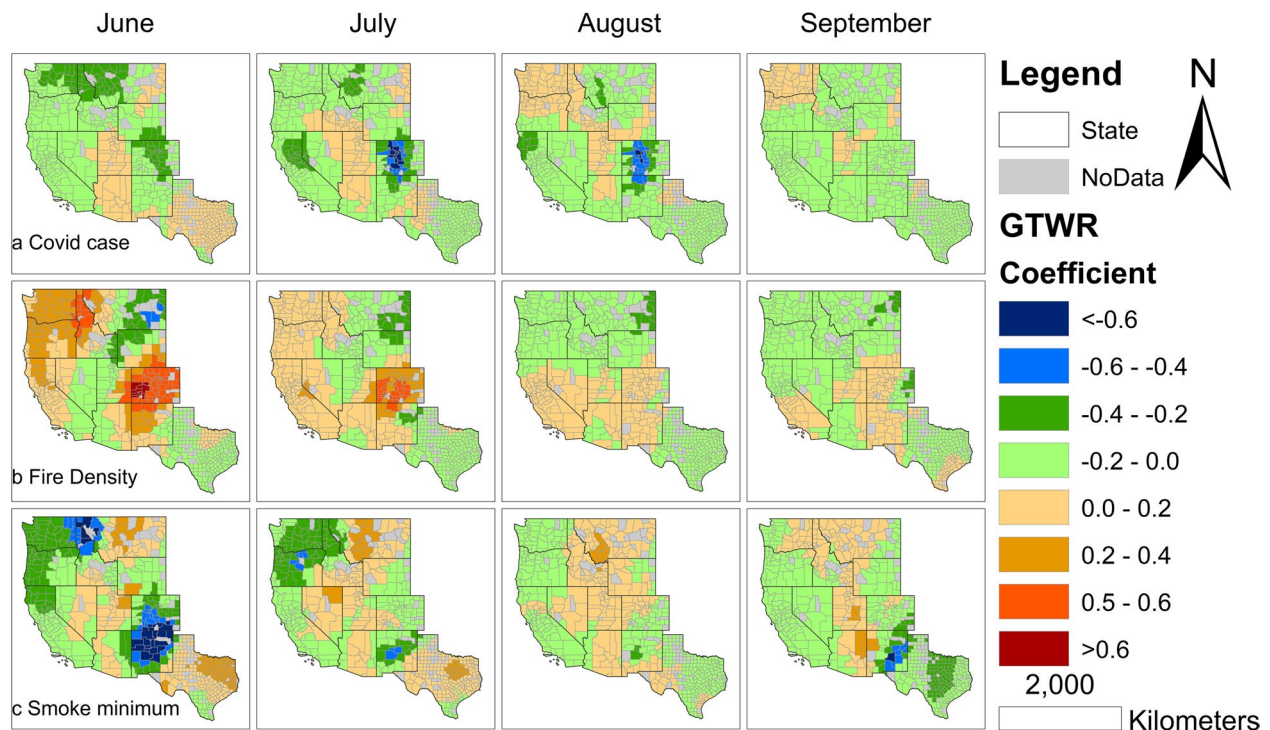 June July August September
Legend
N
State
NoData
GTWR
Coefficient
<-0.6
-0.6 - -0.4
-0.4 - -0.2
-0.2 - 0.0
0.0 - 0.2
0.2 - 0.4
0.5 - 0.6
>0.6
2,000
Kilometers
a Covid case
b Fire Density
c Smoke minimum